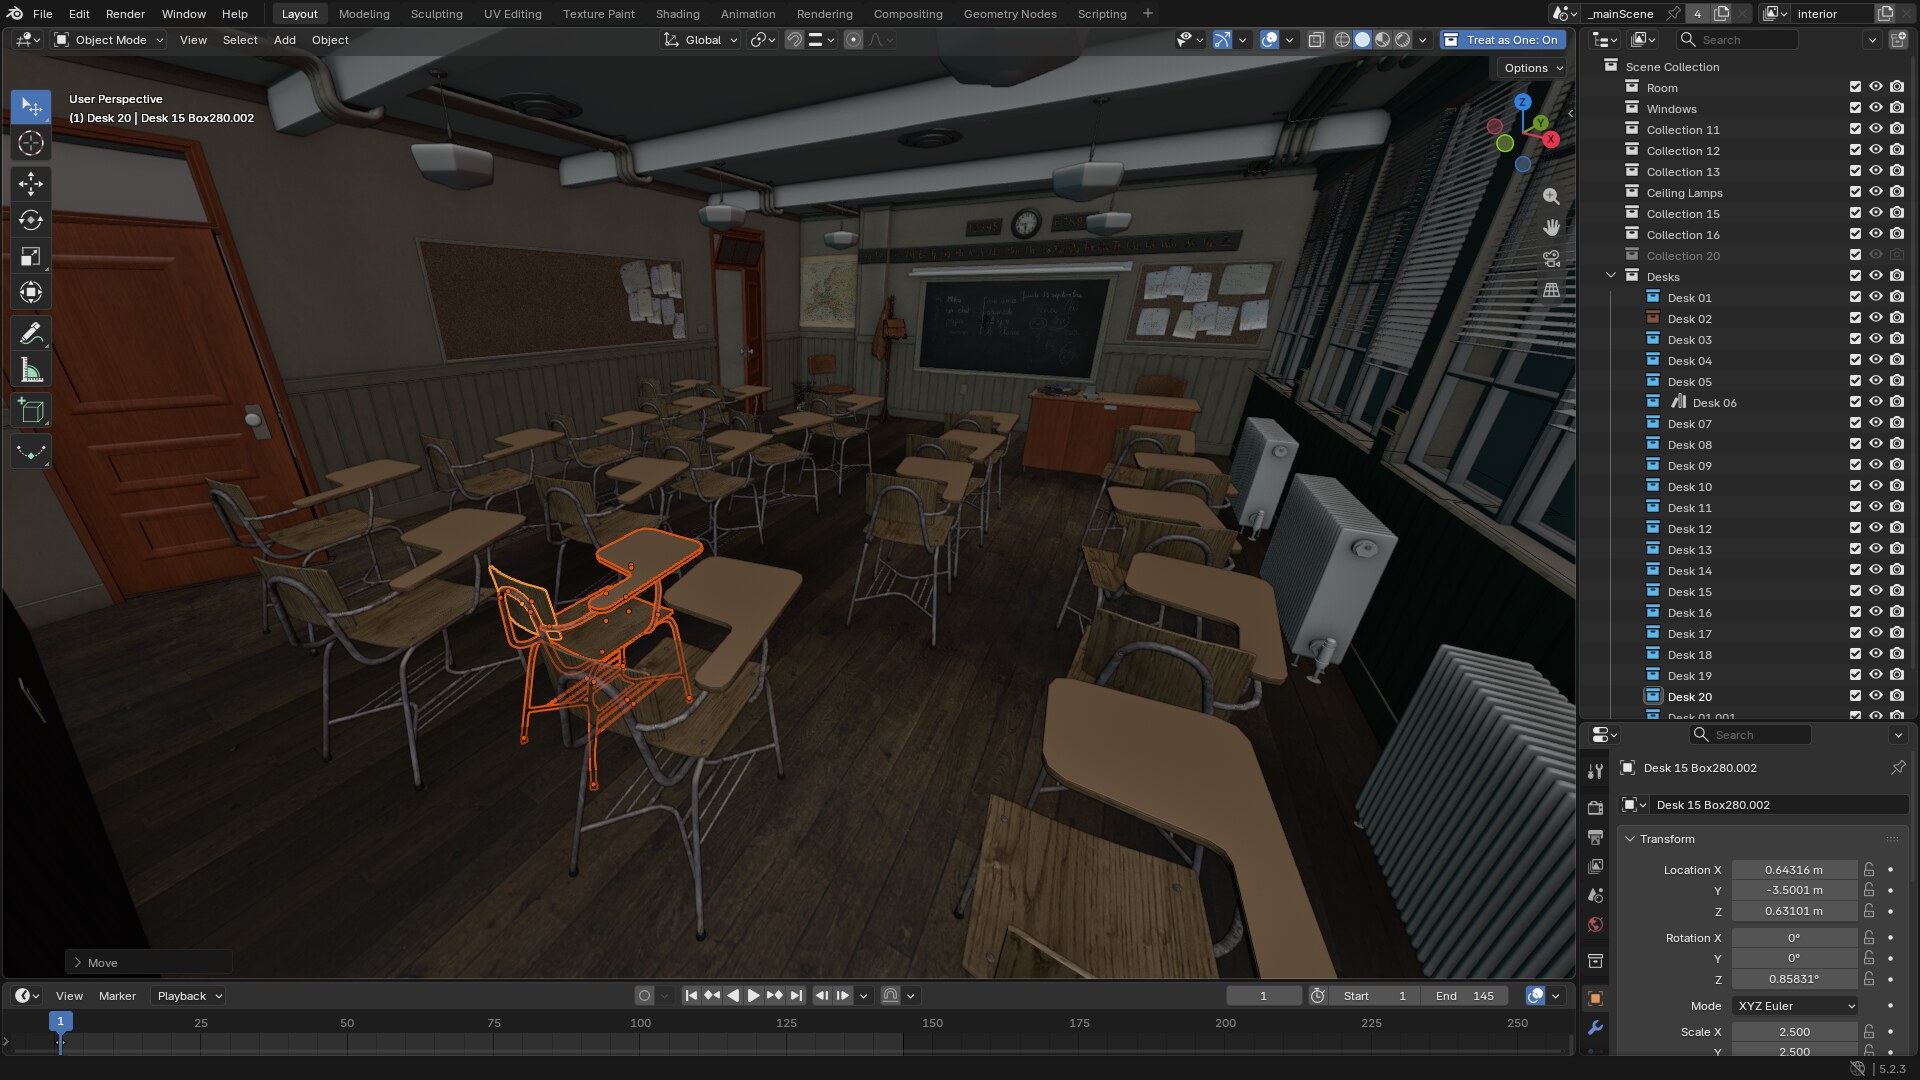 File Edit Render Window Help Layout Modeling Sculpting UV Editing Texture Paint Shading Animation Rendering Compositing Geometry Nodes Scripting _mainScene 4 interior
Object Mode View Select Add Object Global Treat as One: On Search
Options
User Perspective
(1) Desk 20 | Desk 15 Box280.002
Z
Y
X
Move
Scene Collection
Room
Windows
Collection 11
Collection 12
Collection 13
Ceiling Lamps
Collection 15
Collection 16
Collection 20
Desks
Desk 01
Desk 02
Desk 03
Desk 04
Desk 05
Desk 06
Desk 07
Desk 08
Desk 09
Desk 10
Desk 11
Desk 12
Desk 13
Desk 14
Desk 15
Desk 16
Desk 17
Desk 18
Desk 19
Desk 20
Desk 01.001
Search
Desk 15 Box280.002
Desk 15 Box280.002
Transform
Location X 0.64316 m
Y -3.5001 m
Z 0.63101 m
Rotation X 0°
Y 0°
Z 0.85831°
Mode XYZ Euler
Scale X 2.500
Y 2.500
View Marker Playback 1 Start 1 End 145
1 25 50 75 100 125 150 175 200 225 250
5.2.3